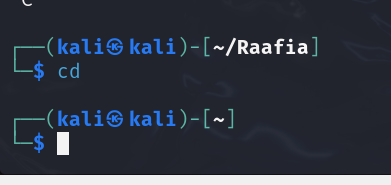 C
┌──(kali㉿kali)-[~/Raafia]
└─$ cd
┌──(kali㉿kali)-[~]
└─$